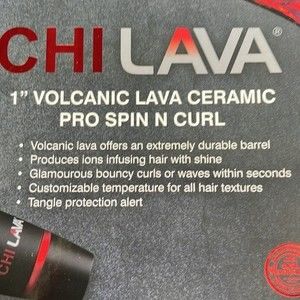 CHI LAVA®
1” VOLCANIC LAVA CERAMIC
PRO SPIN N CURL
• Volcanic lava offers an extremely durable barrel
• Produces ions infusing hair with shine
• Glamourous bouncy curls or waves within seconds
• Customizable temperature for all hair textures
• Tangle protection alert
CHI LAVA